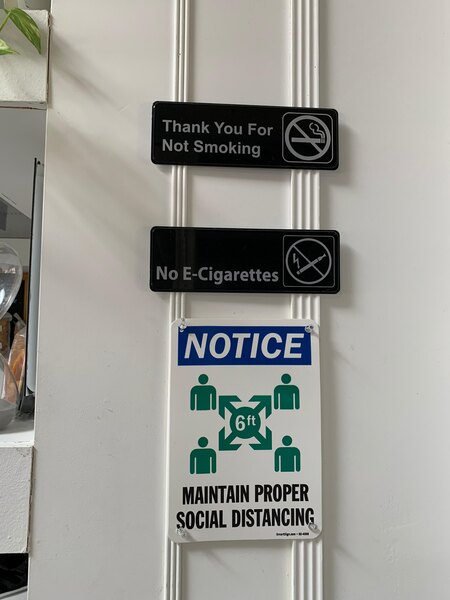 Thank You For
Not Smoking
No E-Cigarettes
NOTICE
6ft
MAINTAIN PROPER
SOCIAL DISTANCING